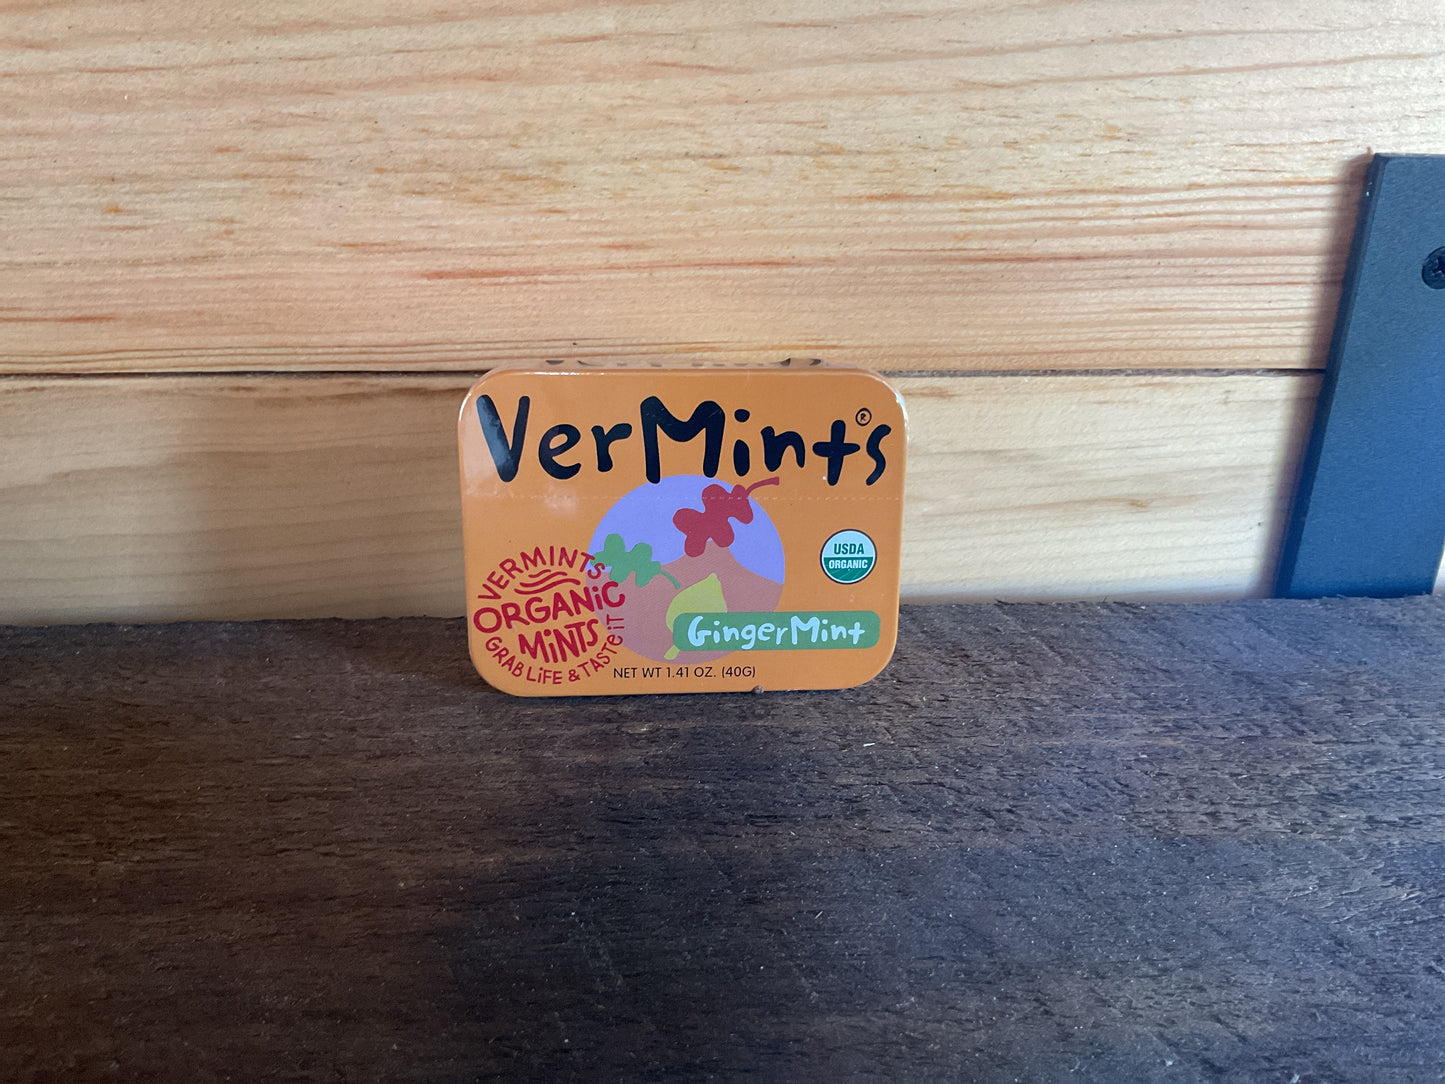 VerMints®
VERMINTS
ORGANiC
MiNTS
GRAB LiFE & TASTE iT
USDA
ORGANIC
GingerMint
NET WT 1.41 OZ. (40G)